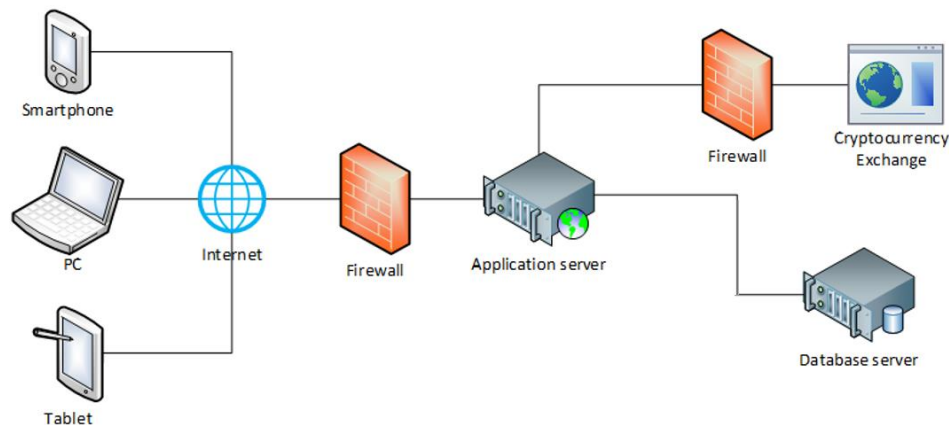 Smartphone
PC
Tablet
Internet
Firewall
Application server
Firewall
Cryptocurrency
Exchange
Database server